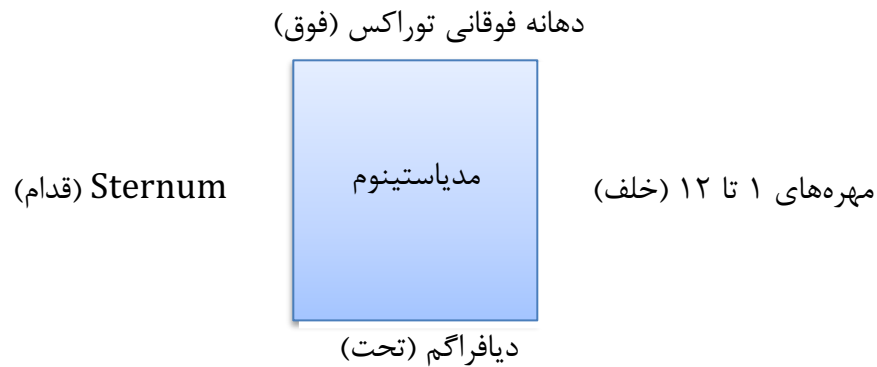 دهانه فوقانی توراکس (فوق)
مدیاستینوم
مهره‌های ۱ تا ۱۲ (خلف)
Sternum (قدام)
دیافراگم (تحت)